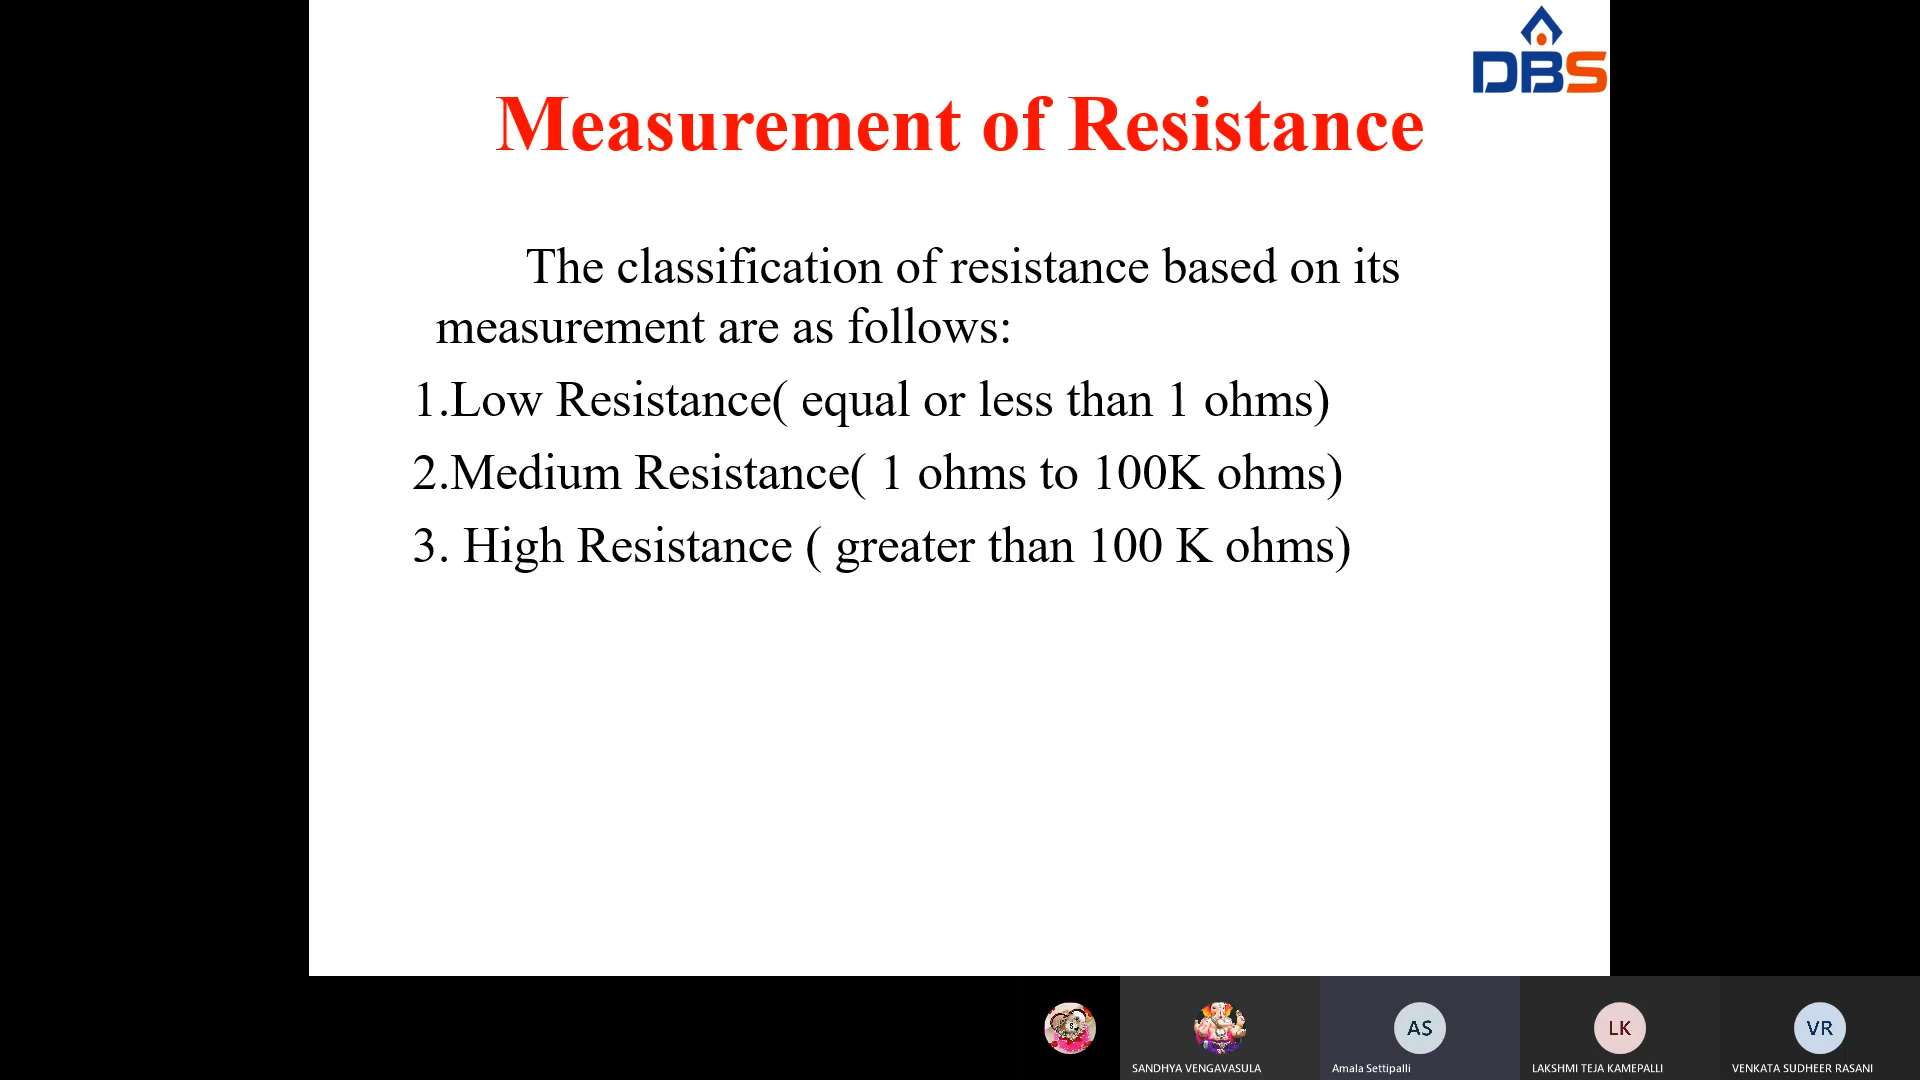 DBS
Measurement of Resistance
The classification of resistance based on its
measurement are as follows:
1.Low Resistance( equal or less than 1 ohms)
2.Medium Resistance( 1 ohms to 100K ohms)
3. High Resistance ( greater than 100 K ohms)
AS
LK
VR
SANDHYA VENGAVASULA
Amala Settipalli
LAKSHMI TEJA KAMEPALLI
VENKATA SUDHEER RASANI